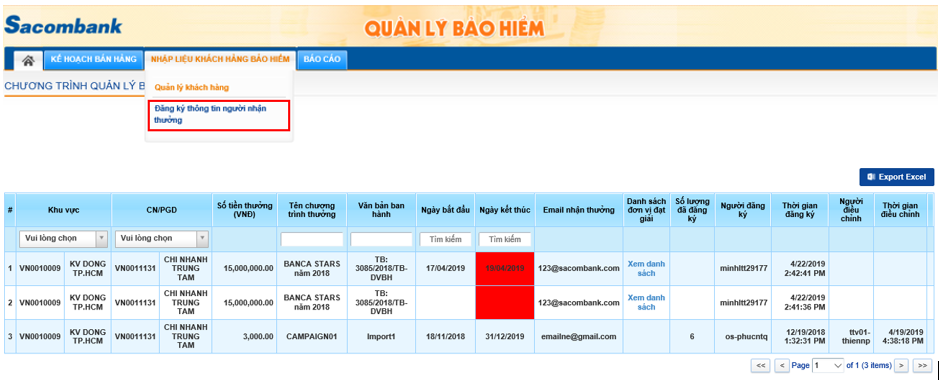 Sacombank
QUẢN LÝ BẢO HIỂM
KẾ HOẠCH BÁN HÀNG NHẬP LIỆU KHÁCH HÀNG BẢO HIỂM BÁO CÁO
CHƯƠNG TRÌNH QUẢN LÝ B
Quản lý khách hàng
Đăng ký thông tin người nhận
thưởng
Export Excel
# Khu vực CN/PGD Số tiền thưởng (VNĐ) Tên chương trình thưởng Văn bản ban hành Ngày bắt đầu Ngày kết thúc Email nhận thưởng Danh sách đơn vị đạt giải Số lượng đã đăng ký Người đăng ký Thời gian đăng ký Người điều chỉnh Thời gian điều chỉnh
Vui lòng chọn Vui lòng chọn Tìm kiếm Tìm kiếm
1 VN0010009 KV DONG TP.HCM VN0011131 CHI NHANH TRUNG TAM 15,000,000.00 BANCA STARS năm 2018 TB: 3085/2018/TB-DVBH 17/04/2019 19/04/2019 123@sacombank.com Xem danh sách minhltt29177 4/22/2019 2:42:41 PM
2 VN0010009 KV DONG TP.HCM VN0011131 CHI NHANH TRUNG TAM 15,000,000.00 BANCA STARS năm 2018 TB: 3085/2018/TB-DVBH 123@sacombank.com Xem danh sách minhltt29177 4/22/2019 2:41:36 PM
3 VN0010009 KV DONG TP.HCM VN0011131 CHI NHANH TRUNG TAM 3,000.00 CAMPAIGN01 Import1 18/11/2018 31/12/2019 emailne@gmail.com 6 os-phucntq 12/19/2018 1:32:31 PM ttv01-thiennp 4/19/2019 4:38:18 PM
<< < Page 1 of 1 (3 items) > >>